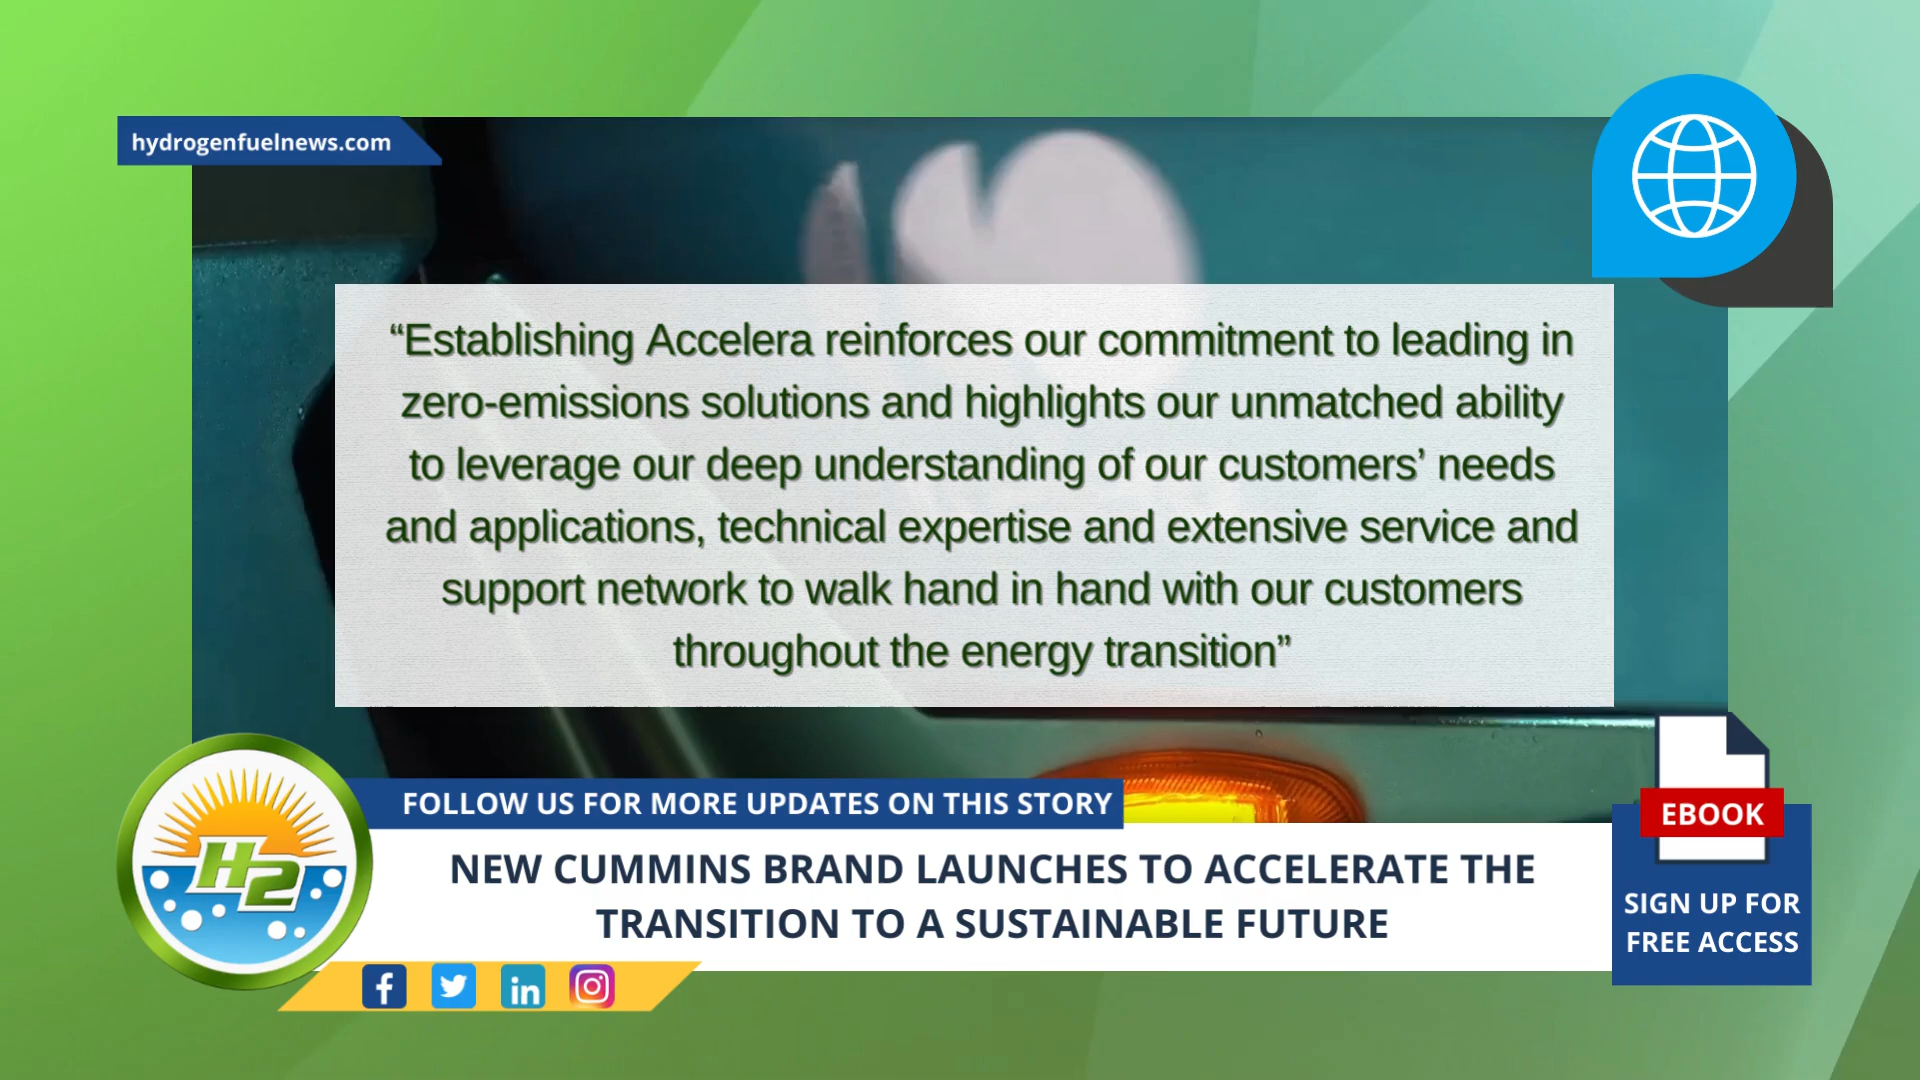 hydrogenfuelnews.com
“Establishing Accelera reinforces our commitment to leading in
zero-emissions solutions and highlights our unmatched ability
to leverage our deep understanding of our customers’ needs
and applications, technical expertise and extensive service and
support network to walk hand in hand with our customers
throughout the energy transition”
FOLLOW US FOR MORE UPDATES ON THIS STORY
NEW CUMMINS BRAND LAUNCHES TO ACCELERATE THE
TRANSITION TO A SUSTAINABLE FUTURE
H2
EBOOK
SIGN UP FOR
FREE ACCESS